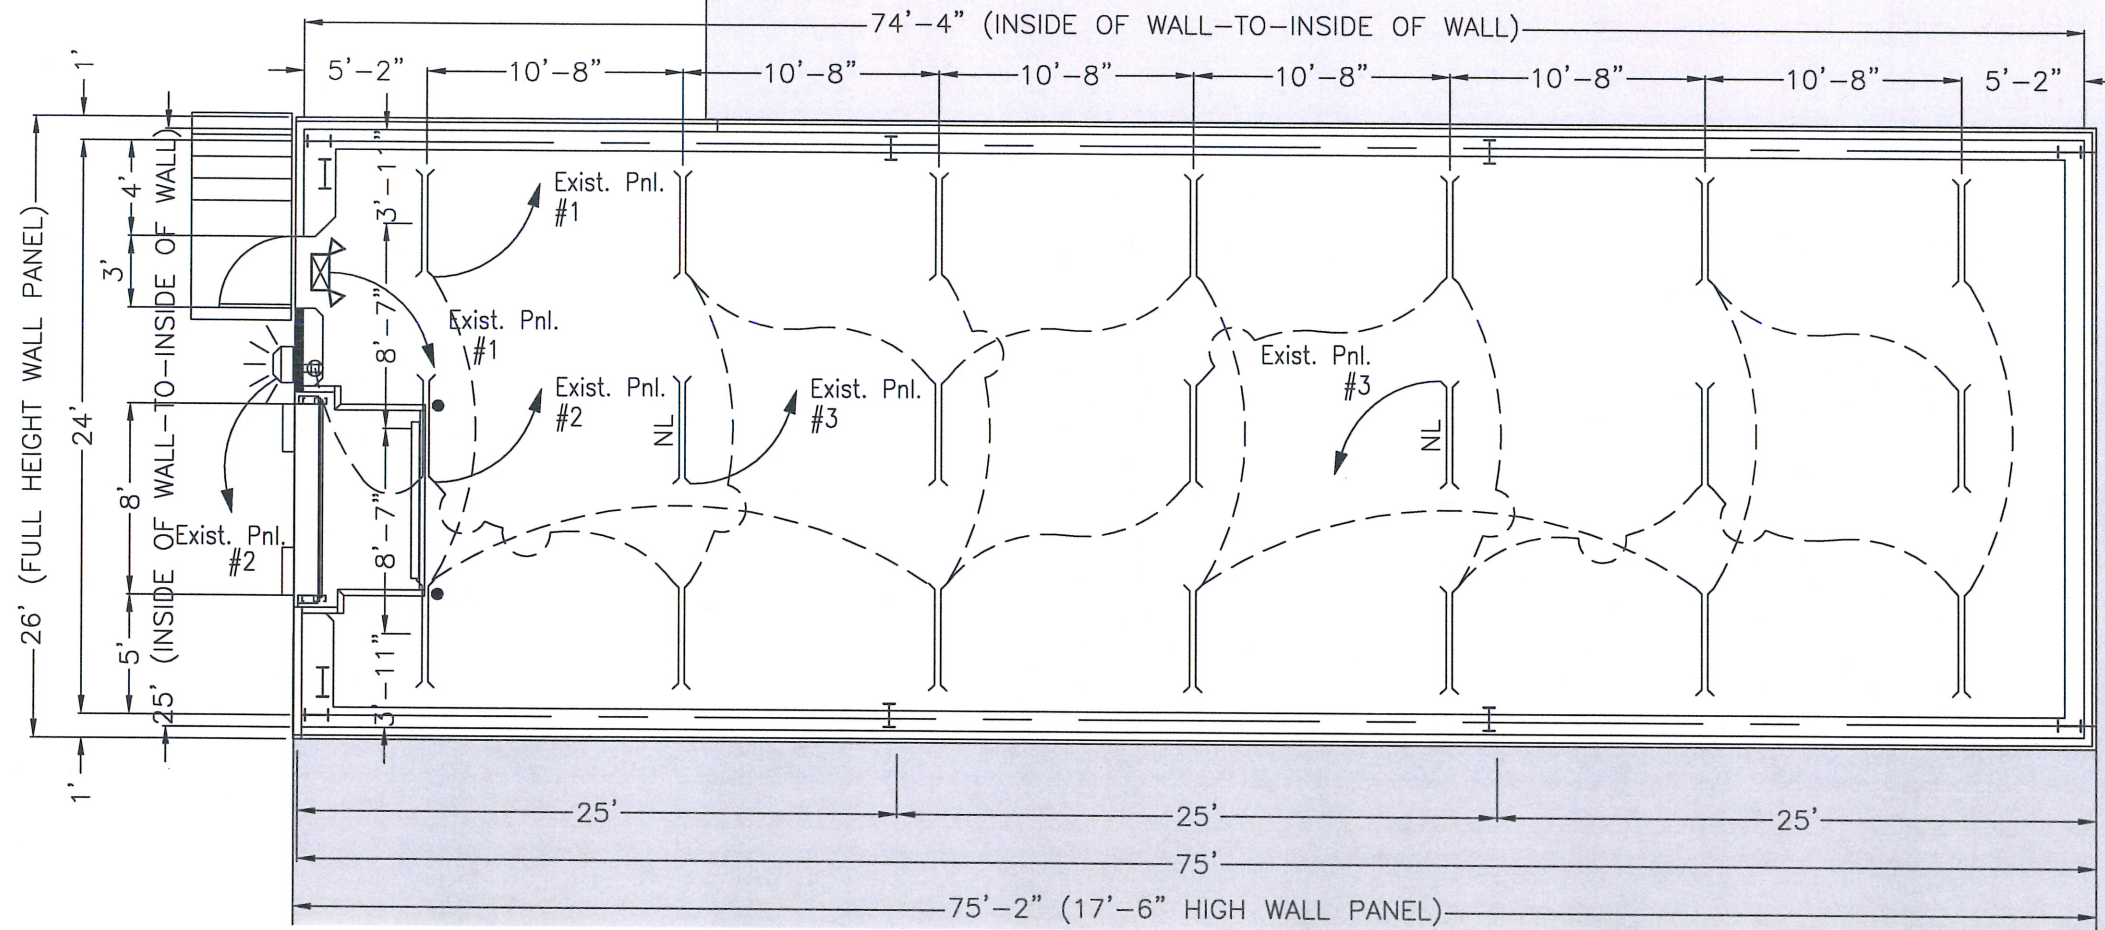 74'-4" (INSIDE OF WALL-TO-INSIDE OF WALL)
5'-2"
10'-8"
10'-8"
10'-8"
10'-8"
10'-8"
10'-8"
5'-2"
1'
26' (FULL HEIGHT WALL PANEL)
24'
25' (INSIDE OF WALL-TO-INSIDE OF WALL)
4'
3'
8'
5'
1'
3'-1"
8'-7"
8'-7"
3'-11"
Exist. Pnl.
#1
Exist. Pnl.
#1
Exist. Pnl.
#2
Exist. Pnl.
#3
Exist. Pnl.
#3
NL
NL
Exist. Pnl.
#2
25'
25'
25'
75'
75'-2" (17'-6" HIGH WALL PANEL)